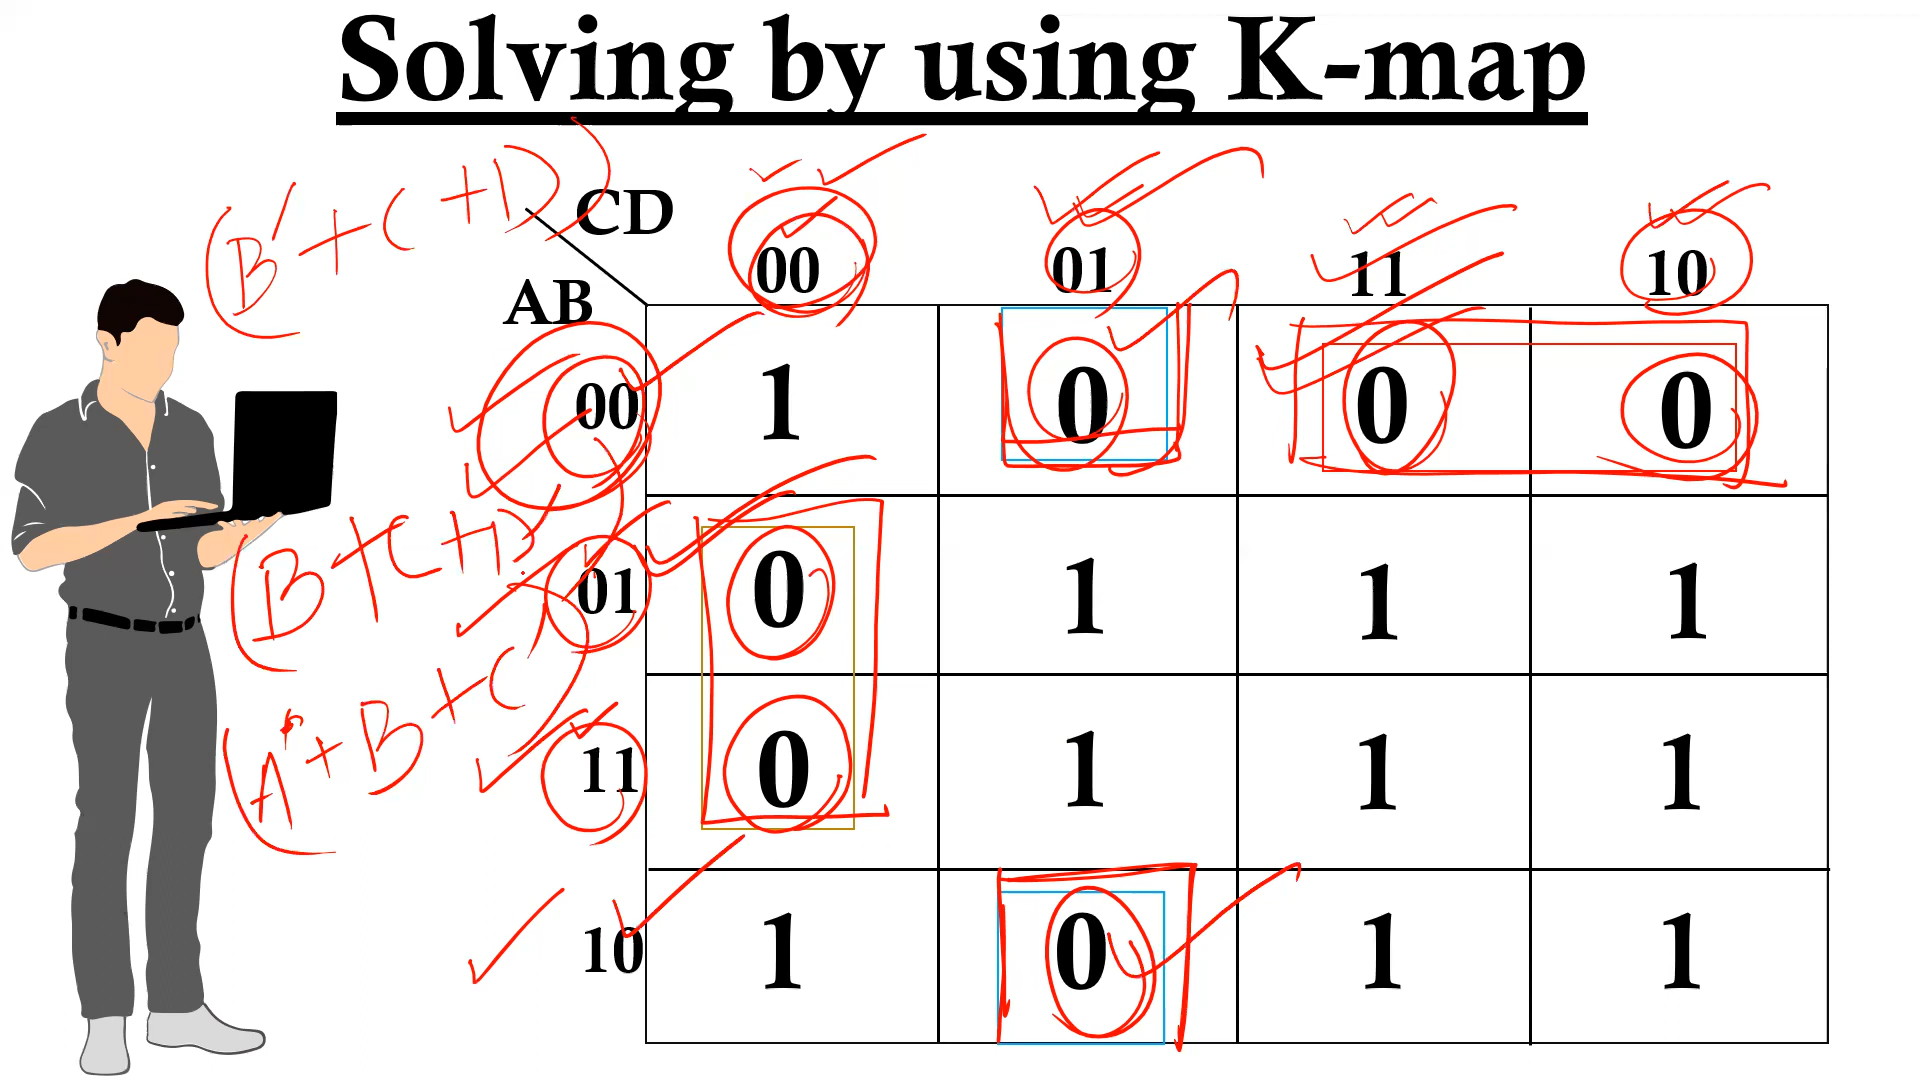 Solving by using K-map
(B'+C+D)
CD
00 01 11 10
AB
00 1 0 0 0
(B+C+D
01 0 1 1 1
(A+B+C
11 0 1 1 1
10 1 0 1 1